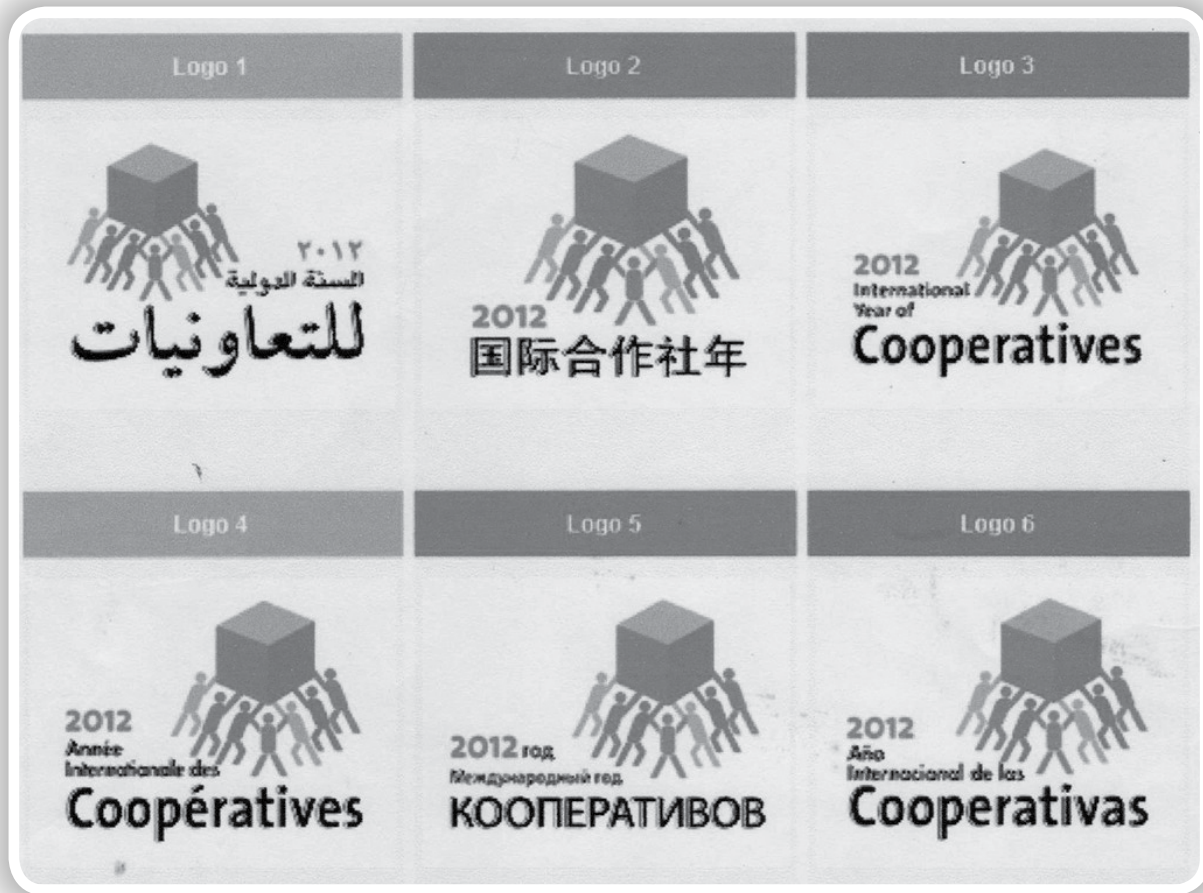 Logo 1
٢٠١٢
السنة الدولية
للتعاونيات
Logo 2
2012
国际合作社年
Logo 3
2012
International
Year of
Cooperatives
Logo 4
2012
Année
Internationale des
Coopératives
Logo 5
2012 год
Международный год
КООПЕРАТИВОВ
Logo 6
2012
Año
Internacional de las
Cooperativas